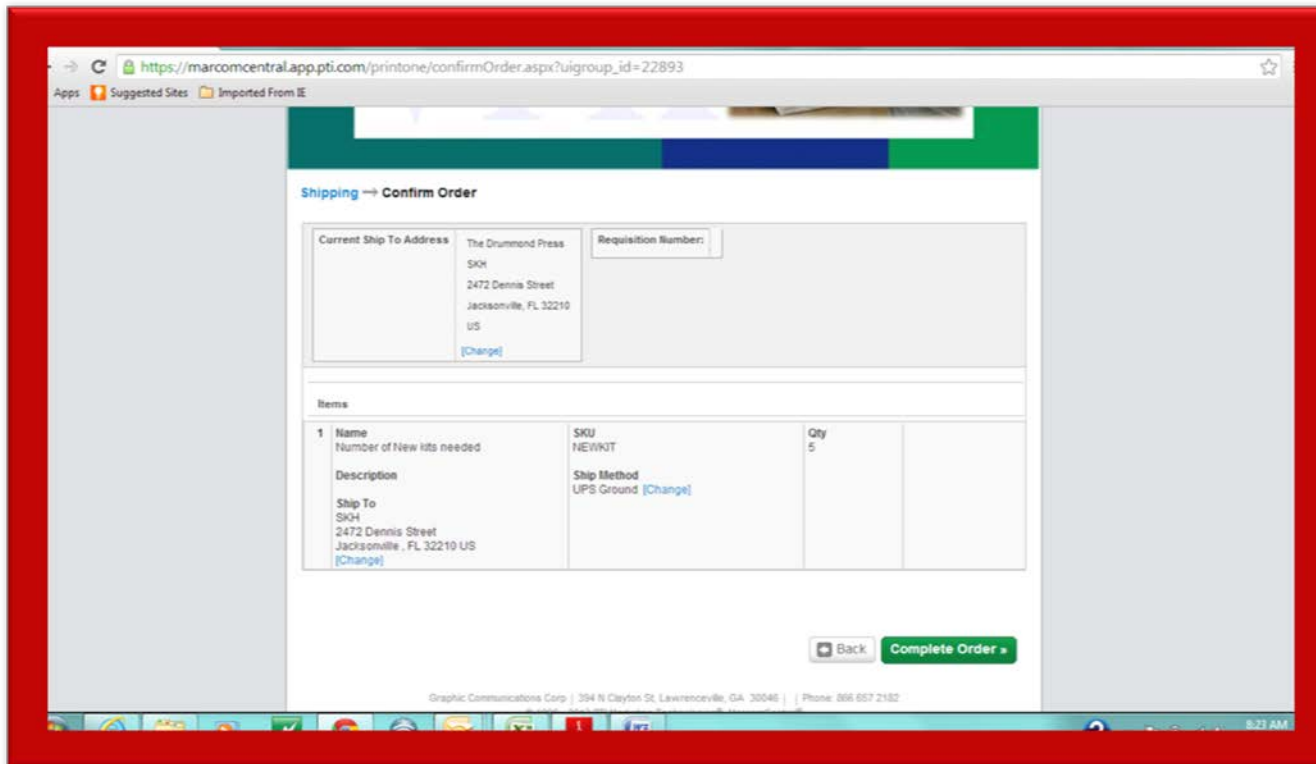 https://marcomcentral.app.pti.com/printone/confirmOrder.aspx?uigroup_id=22893
Apps Suggested Sites Imported From IE
Shipping → Confirm Order
Current Ship To Address
The Drummond Press
SKH
2472 Dennis Street
Jacksonville, FL 32210
US
[Change]
Requisition Number:
Items
1 Name SKU Qty
Number of New kits needed NEWKIT 5
Description Ship Method
UPS Ground [Change]
Ship To
SKH
2472 Dennis Street
Jacksonville , FL 32210 US
[Change]
Back Complete Order »
Graphic Communications Corp | 394 N Clayton St, Lawrenceville, GA 30046 | | Phone: 866 657 2182
8:21 AM